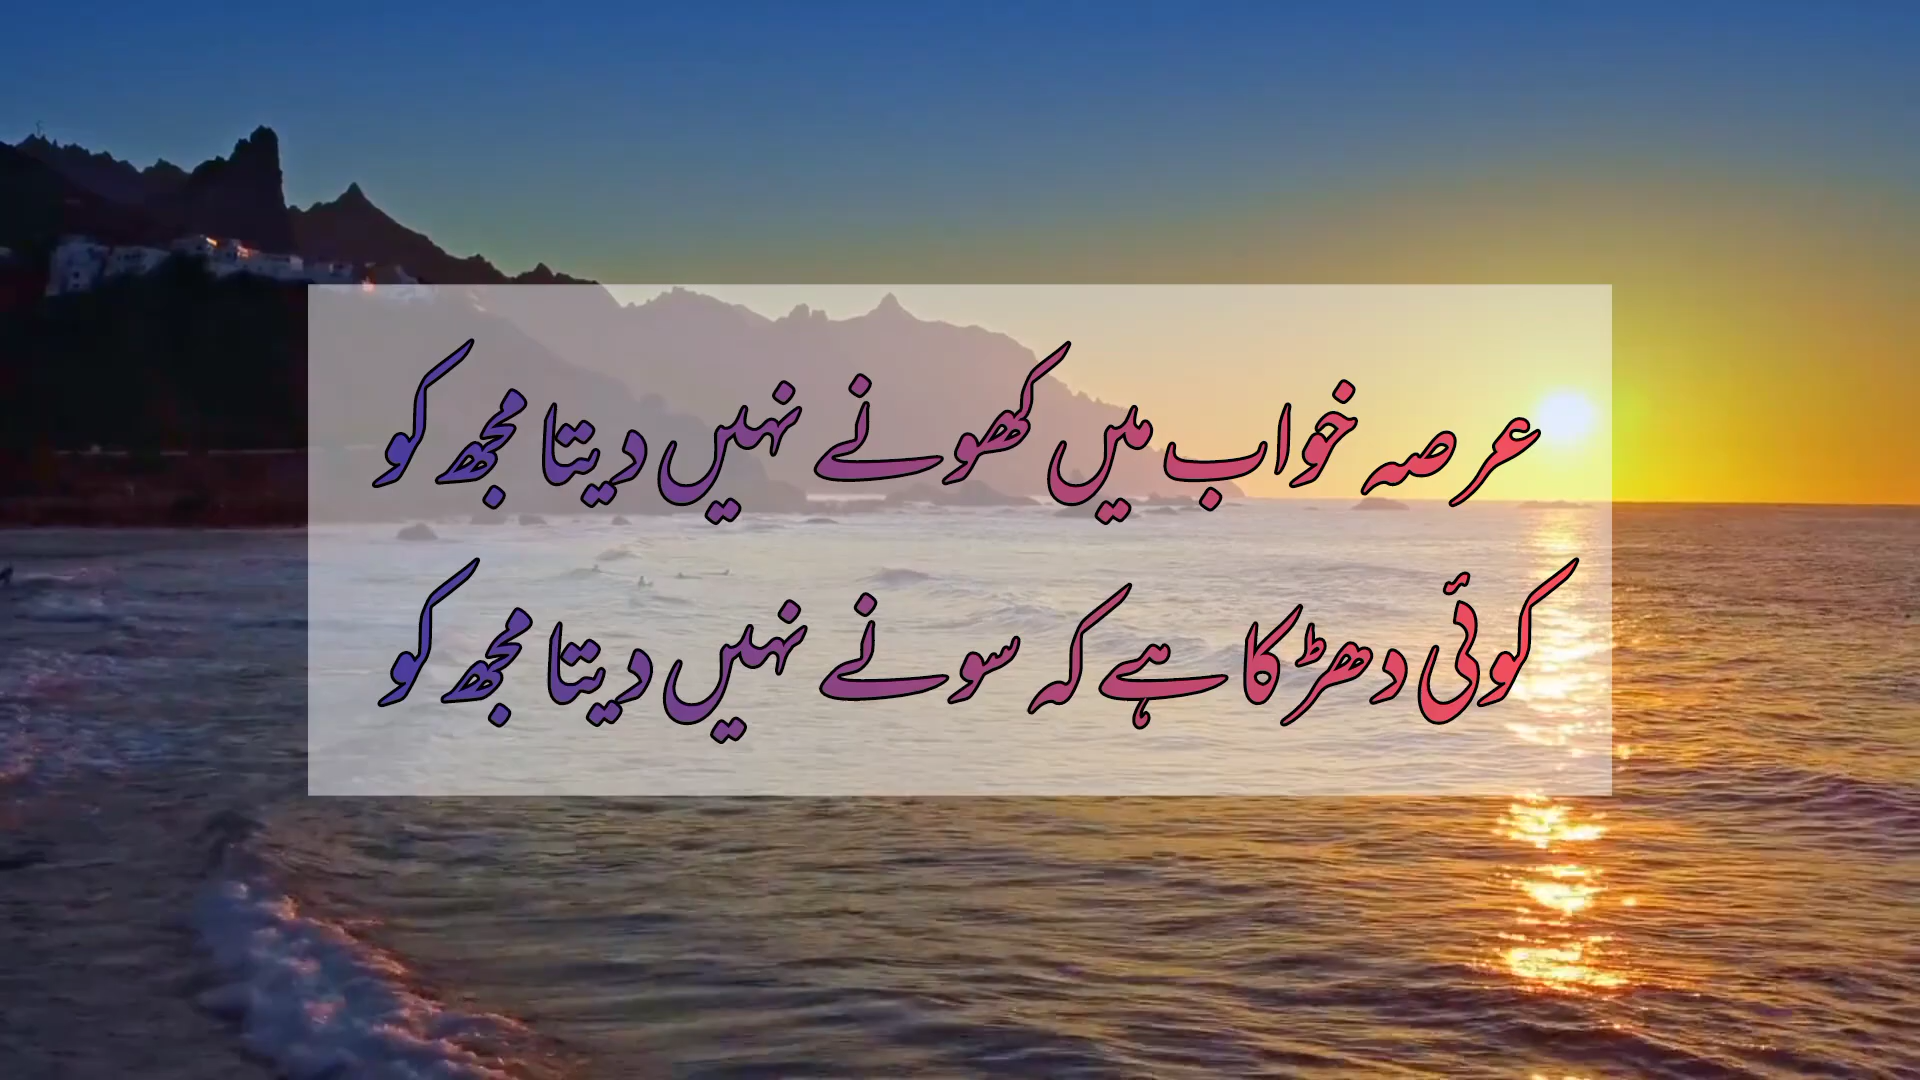 عرصہ خواب میں کھونے نہیں دیتا مجھ کو
کوئی دھڑکا ہے کہ سونے نہیں دیتا مجھ کو